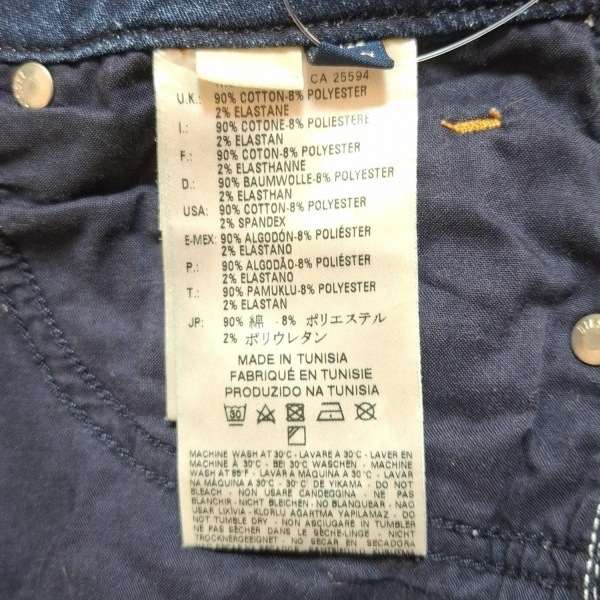 CA 25594
U.K.: 90% COTTON-8% POLYESTER
2% ELASTANE
I.: 90% COTONE-8% POLIESTERE
2% ELASTAN
F.: 90% COTON-8% POLYESTER
2% ELASTHANNE
D.: 90% BAUMWOLLE-8% POLYESTER
2% ELASTHAN
USA: 90% COTTON-8% POLYESTER
2% SPANDEX
E-MEX: 90% ALGODÓN-8% POLIÉSTER
2% ELASTANO
P.: 90% ALGODÃO-8% POLIÉSTER
2% ELASTANO
T.: 90% PAMUKLU-8% POLYESTER
2% ELASTAN
JP: 90% 綿 - 8% ポリエステル
2% ポリウレタン
MADE IN TUNISIA
FABRIQUÉ EN TUNISIE
PRODUZIDO NA TUNISIA
MACHINE WASH AT 30°C - LAVARE A 30°C - LAVER EN
MACHINE À 30°C - BEI 30°C WASCHEN - MACHINE
WASH AT 85°F - LAVAR A MÁQUINA A 30°C - LAVAR
A MÁQUINA A 30°C - 30°C DE YIKAMA - DO NOT
BLEACH - NON USARE CANDEGGINA - NE PAS
BLANCHIR - NICHT BLEICHEN - NO BLANQUEAR - NAO
USAR LIXÍVIA - KLORLU AĞARTMA YAPILAMAZ - DO
NOT TUMBLE DRY - NON ASCIUGARE IN TUMBLER
NE PAS SÉCHER DANS LE SÈCHE-LINGE - NICHT
TROCKNERGEEIGNET - NO SECAR EN SECADORA